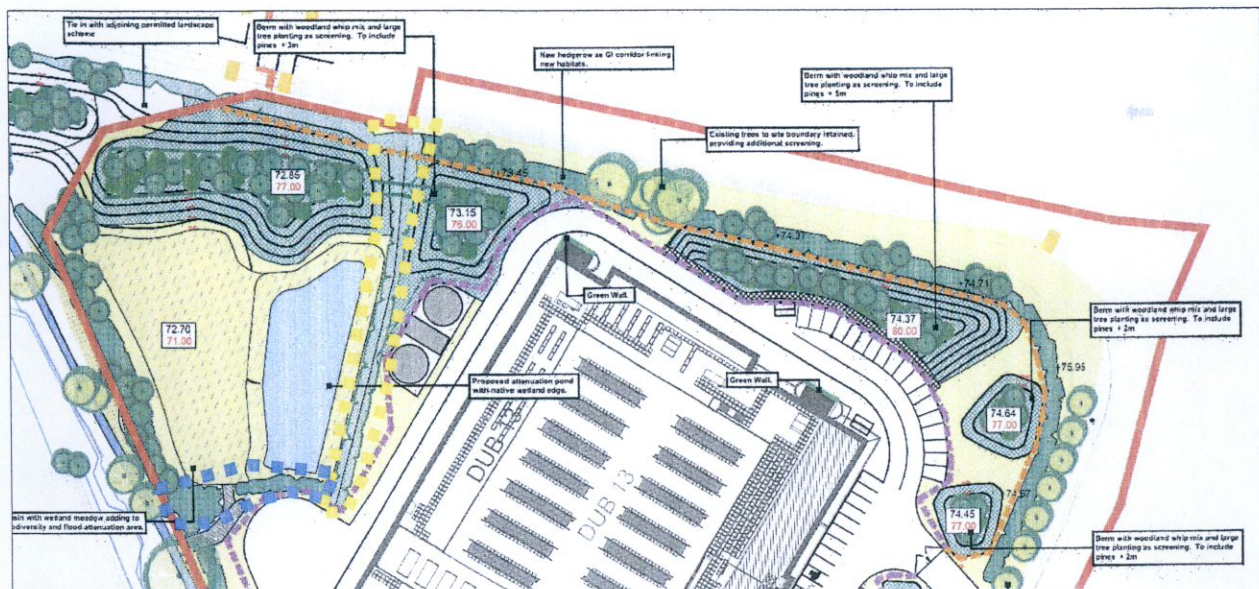 Tie in with adjoining permitted landscape
scheme
Berm with woodland whip mix and large
tree planting as screening. To include
pines + 3m
New hedgerow as GI corridor linking
new habitats.
Berm with woodland whip mix and large
tree planting as screening. To include
pines + 5m
Existing trees to site boundary retained,
providing additional screening.
72.85
77.00
73.15
76.00
+74.37
+74.71
Green Wall.
72.70
71.00
74.37
80.00
Berm with woodland whip mix and large
tree planting as screening. To include
pines + 2m
+75.95
Proposed attenuation pond
with native wetland edge.
Green Wall.
74.64
77.00
DUB 13
DUB 13
74.45
77.00
with wetland meadow adding to
and flood attenuation area.
Berm with woodland whip mix and large
tree planting as screening. To include
pines + 2m